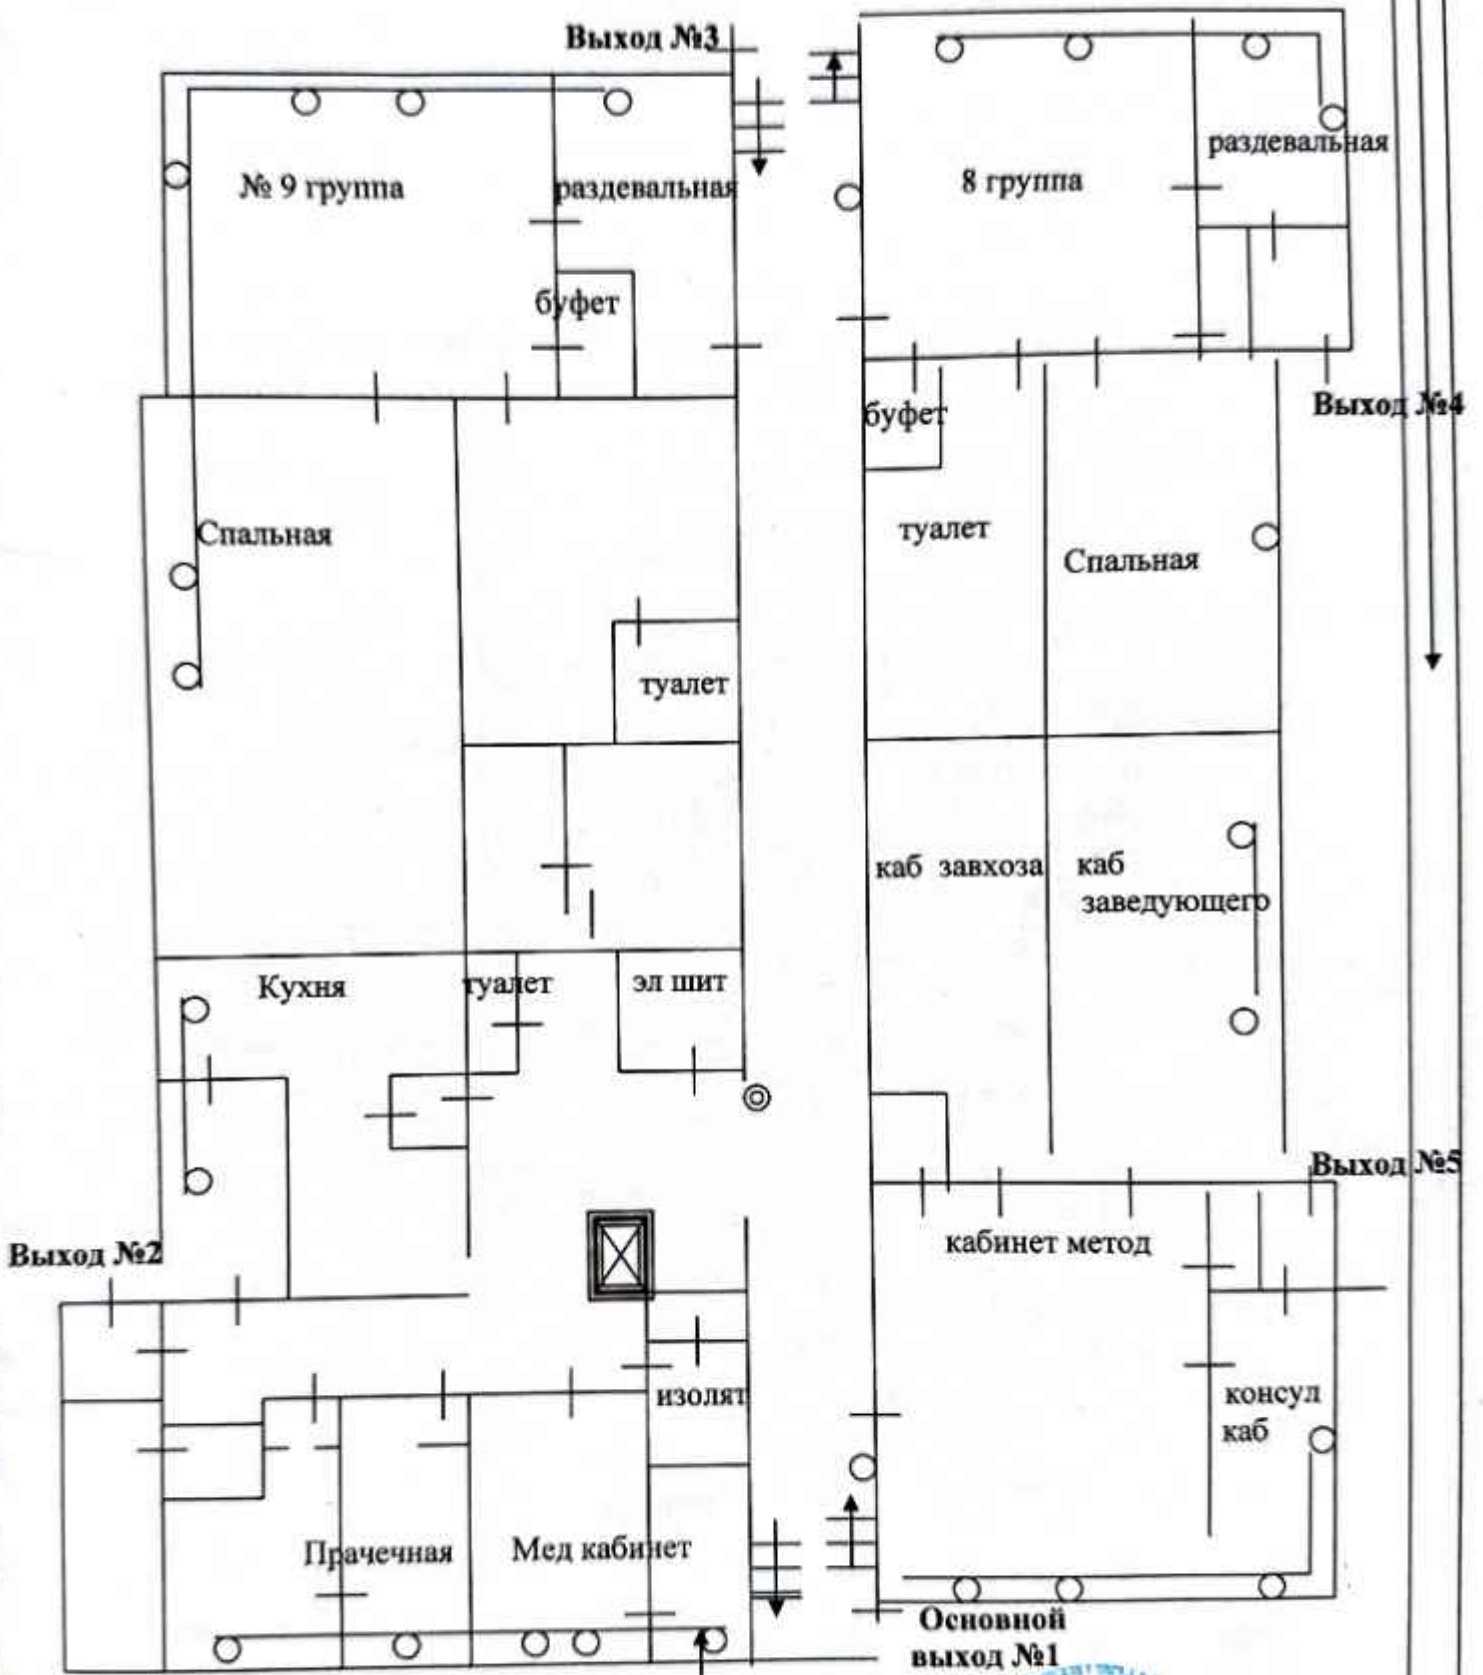 Выход №3
раздевальная
№ 9 группа
раздевальная
8 группа
буфет
Выход №4
буфет
Спальная
туалет
Спальная
туалет
каб завхоза
каб
заведующего
Кухня
туалет
эл шит
Выход №5
Выход №2
кабинет метод
изолят
консул
каб
Прачечная
Мед кабинет
Основной
выход №1